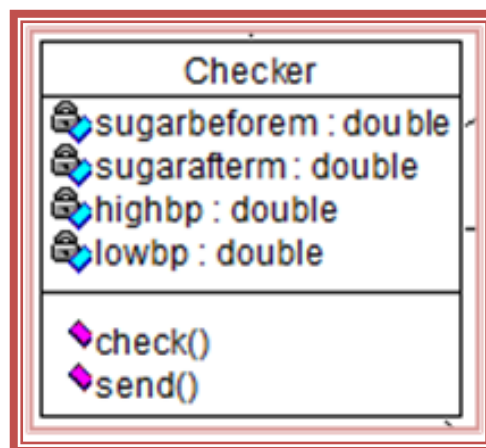 Checker
sugarbeforem : double
sugarafterm : double
highbp : double
lowbp : double
check()
send()